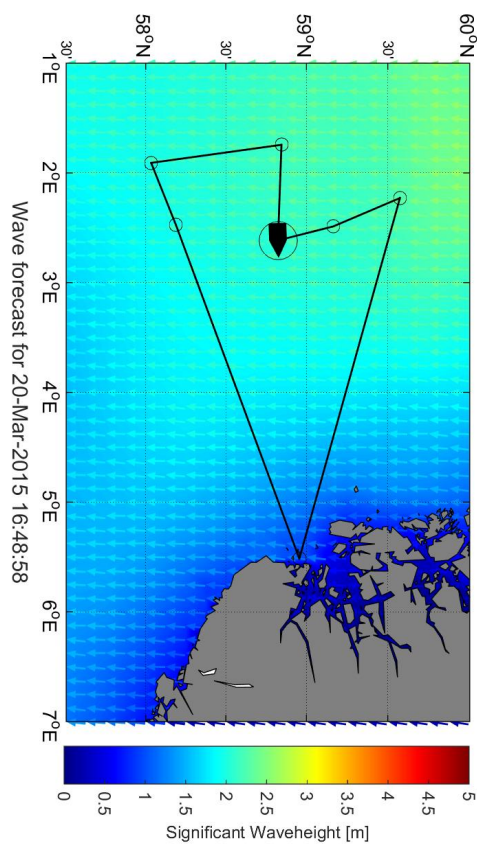 Wave forecast for 20-Mar-2015 16:48:58
60°N
30'
59°N
30'
58°N
30'
1°E
2°E
3°E
4°E
5°E
6°E
7°E
0
0.5
1
1.5
2
2.5
3
3.5
4
4.5
5
Significant Waveheight [m]